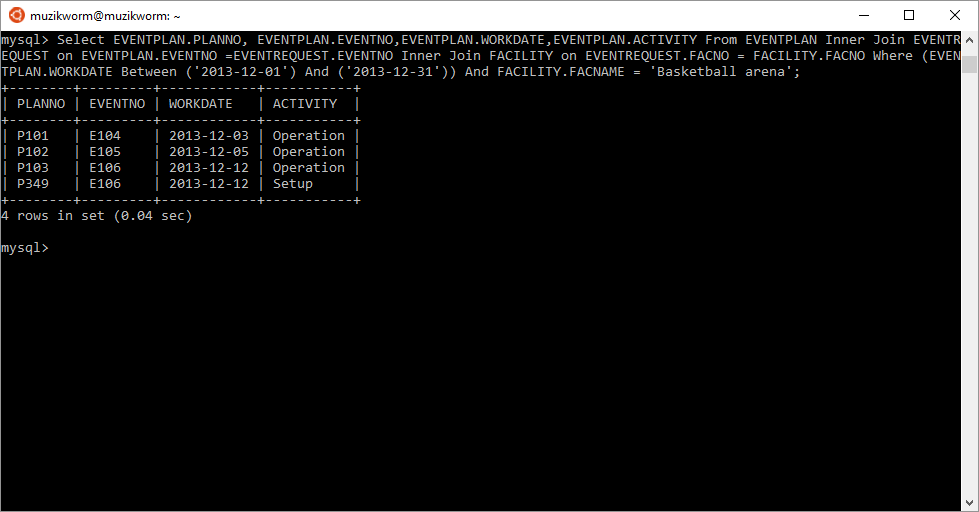 muzikworm@muzikworm: ~
mysql> Select EVENTPLAN.PLANNO, EVENTPLAN.EVENTNO,EVENTPLAN.WORKDATE,EVENTPLAN.ACTIVITY From EVENTPLAN Inner Join EVENTR
EQUEST on EVENTPLAN.EVENTNO =EVENTREQUEST.EVENTNO Inner Join FACILITY on EVENTREQUEST.FACNO = FACILITY.FACNO Where (EVEN
TPLAN.WORKDATE Between ('2013-12-01') And ('2013-12-31')) And FACILITY.FACNAME = 'Basketball arena';
+--------+---------+------------+-----------+
| PLANNO | EVENTNO | WORKDATE   | ACTIVITY  |
+--------+---------+------------+-----------+
| P101   | E104    | 2013-12-03 | Operation |
| P102   | E105    | 2013-12-05 | Operation |
| P103   | E106    | 2013-12-12 | Operation |
| P349   | E106    | 2013-12-12 | Setup     |
+--------+---------+------------+-----------+
4 rows in set (0.04 sec)
mysql>